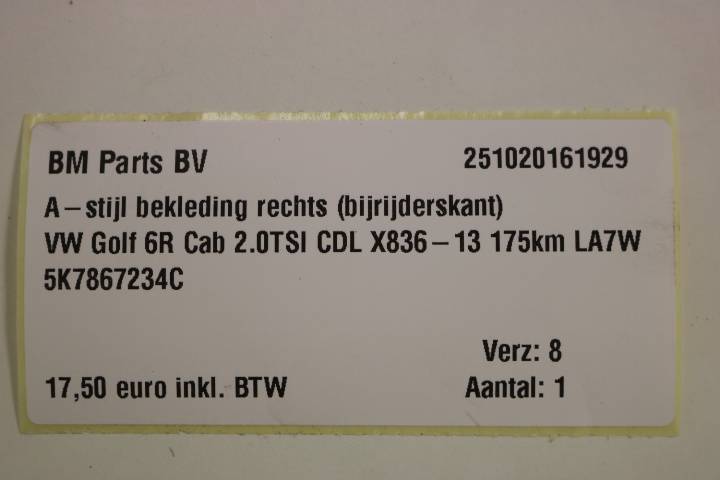 BM Parts BV 251020161929
A-stijl bekleding rechts (bijrijderskant)
VW Golf 6R Cab 2.0TSI CDL X836-13 175km LA7W
5K7867234C
Verz: 8
17,50 euro inkl. BTW Aantal: 1